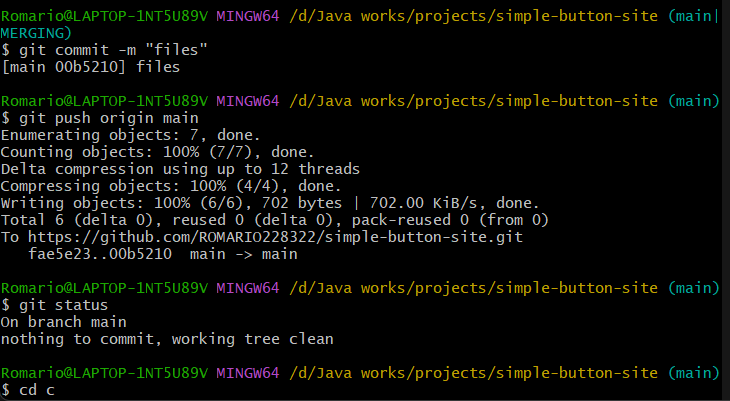 Romario@LAPTOP-1NT5U89V MINGW64 /d/Java works/projects/simple-button-site (main|
MERGING)
$ git commit -m "files"
[main 00b5210] files
Romario@LAPTOP-1NT5U89V MINGW64 /d/Java works/projects/simple-button-site (main)
$ git push origin main
Enumerating objects: 7, done.
Counting objects: 100% (7/7), done.
Delta compression using up to 12 threads
Compressing objects: 100% (4/4), done.
Writing objects: 100% (6/6), 702 bytes | 702.00 KiB/s, done.
Total 6 (delta 0), reused 0 (delta 0), pack-reused 0 (from 0)
To https://github.com/ROMARIO228322/simple-button-site.git
   fae5e23..00b5210  main -> main
Romario@LAPTOP-1NT5U89V MINGW64 /d/Java works/projects/simple-button-site (main)
$ git status
On branch main
nothing to commit, working tree clean
Romario@LAPTOP-1NT5U89V MINGW64 /d/Java works/projects/simple-button-site (main)
$ cd c